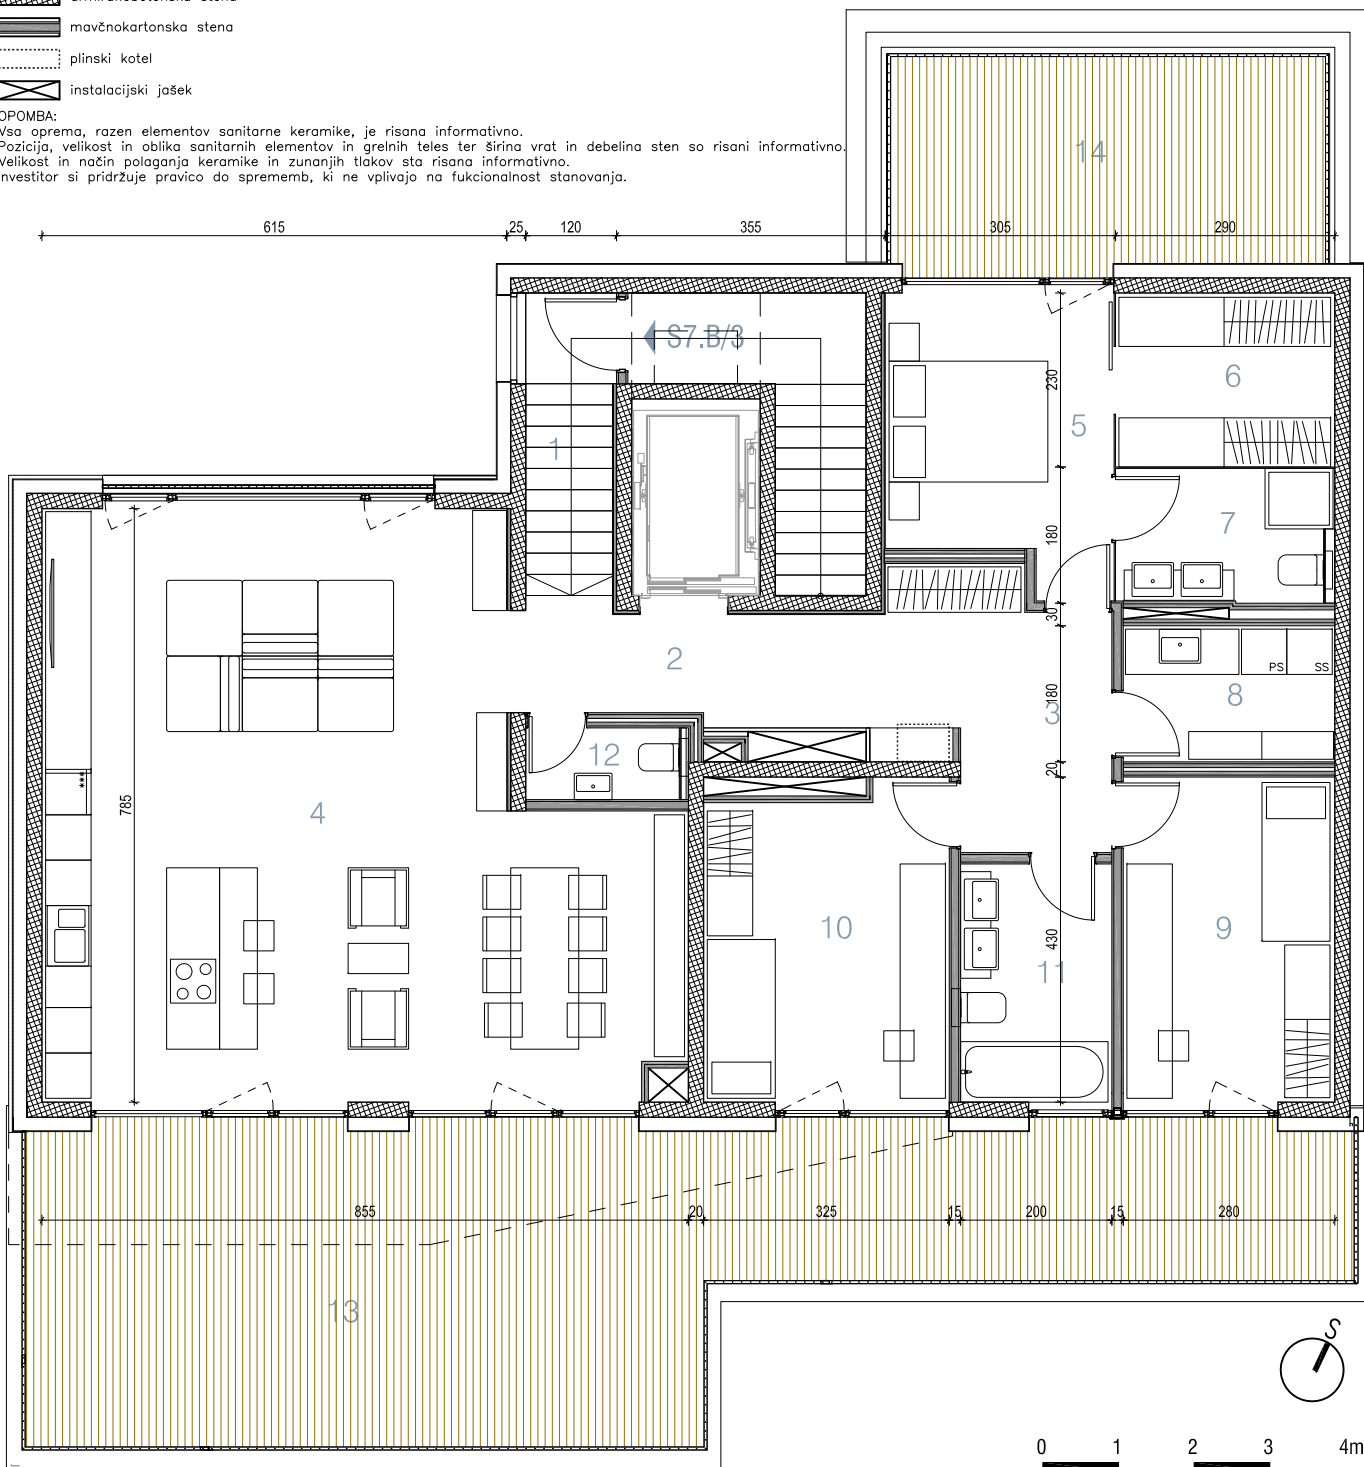 mavčnokartonska stena
plinski kotel
instalacijski jašek
OPOMBA:
Vsa oprema, razen elementov sanitarne keramike, je risana informativno.
Pozicija, velikost in oblika sanitarnih elementov in grelnih teles ter širina vrat in debelina sten so risani informativno.
Velikost in način polaganja keramike in zunanjih tlakov sta risana informativno.
Investitor si pridržuje pravico do sprememb, ki ne vplivajo na fukcionalnost stanovanja.
14
615 25 120 355 305 290
S7.B/3
6
230
5
1
7
180
30
2
PS SS
8
180
3
12
20
***
785
4
10
9
430
11
855 20 325 15 200 15 280
13
S
0 1 2 3 4m